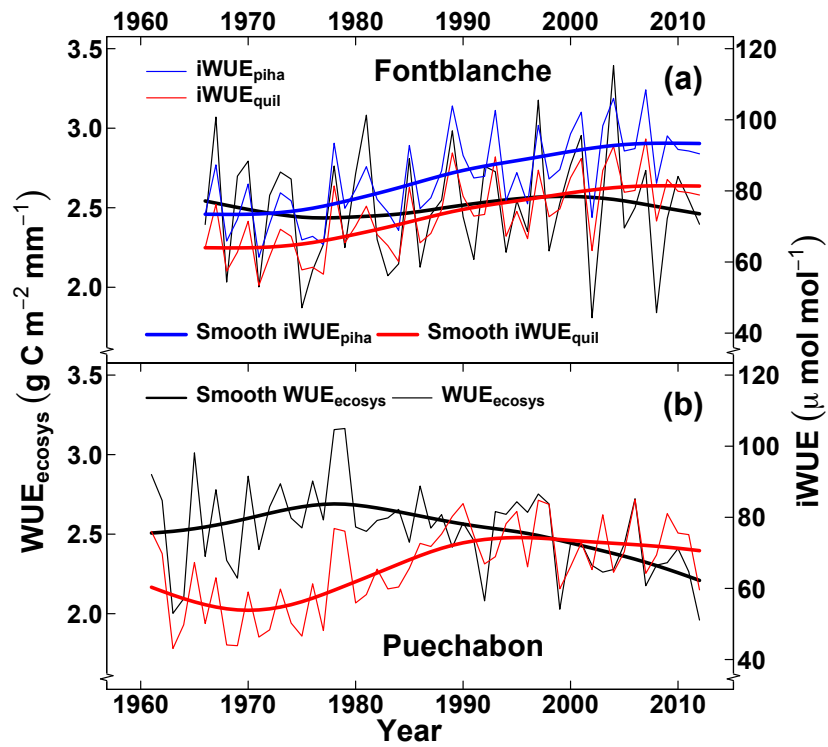 1960 1970 1980 1990 2000 2010
3.5 120
iWUEpiha Fontblanche (a)
iWUEquil
3.0 100
2.5 80
60
2.0
40
Smooth iWUEpiha Smooth iWUEquil
3.5 120
Smooth WUEecosys WUEecosys (b)
3.0 100
2.5 80
60
2.0
Puechabon
40
1960 1970 1980 1990 2000 2010
Year
WUEecosys (g C m−2 mm−1)
iWUE (μ mol mol−1)